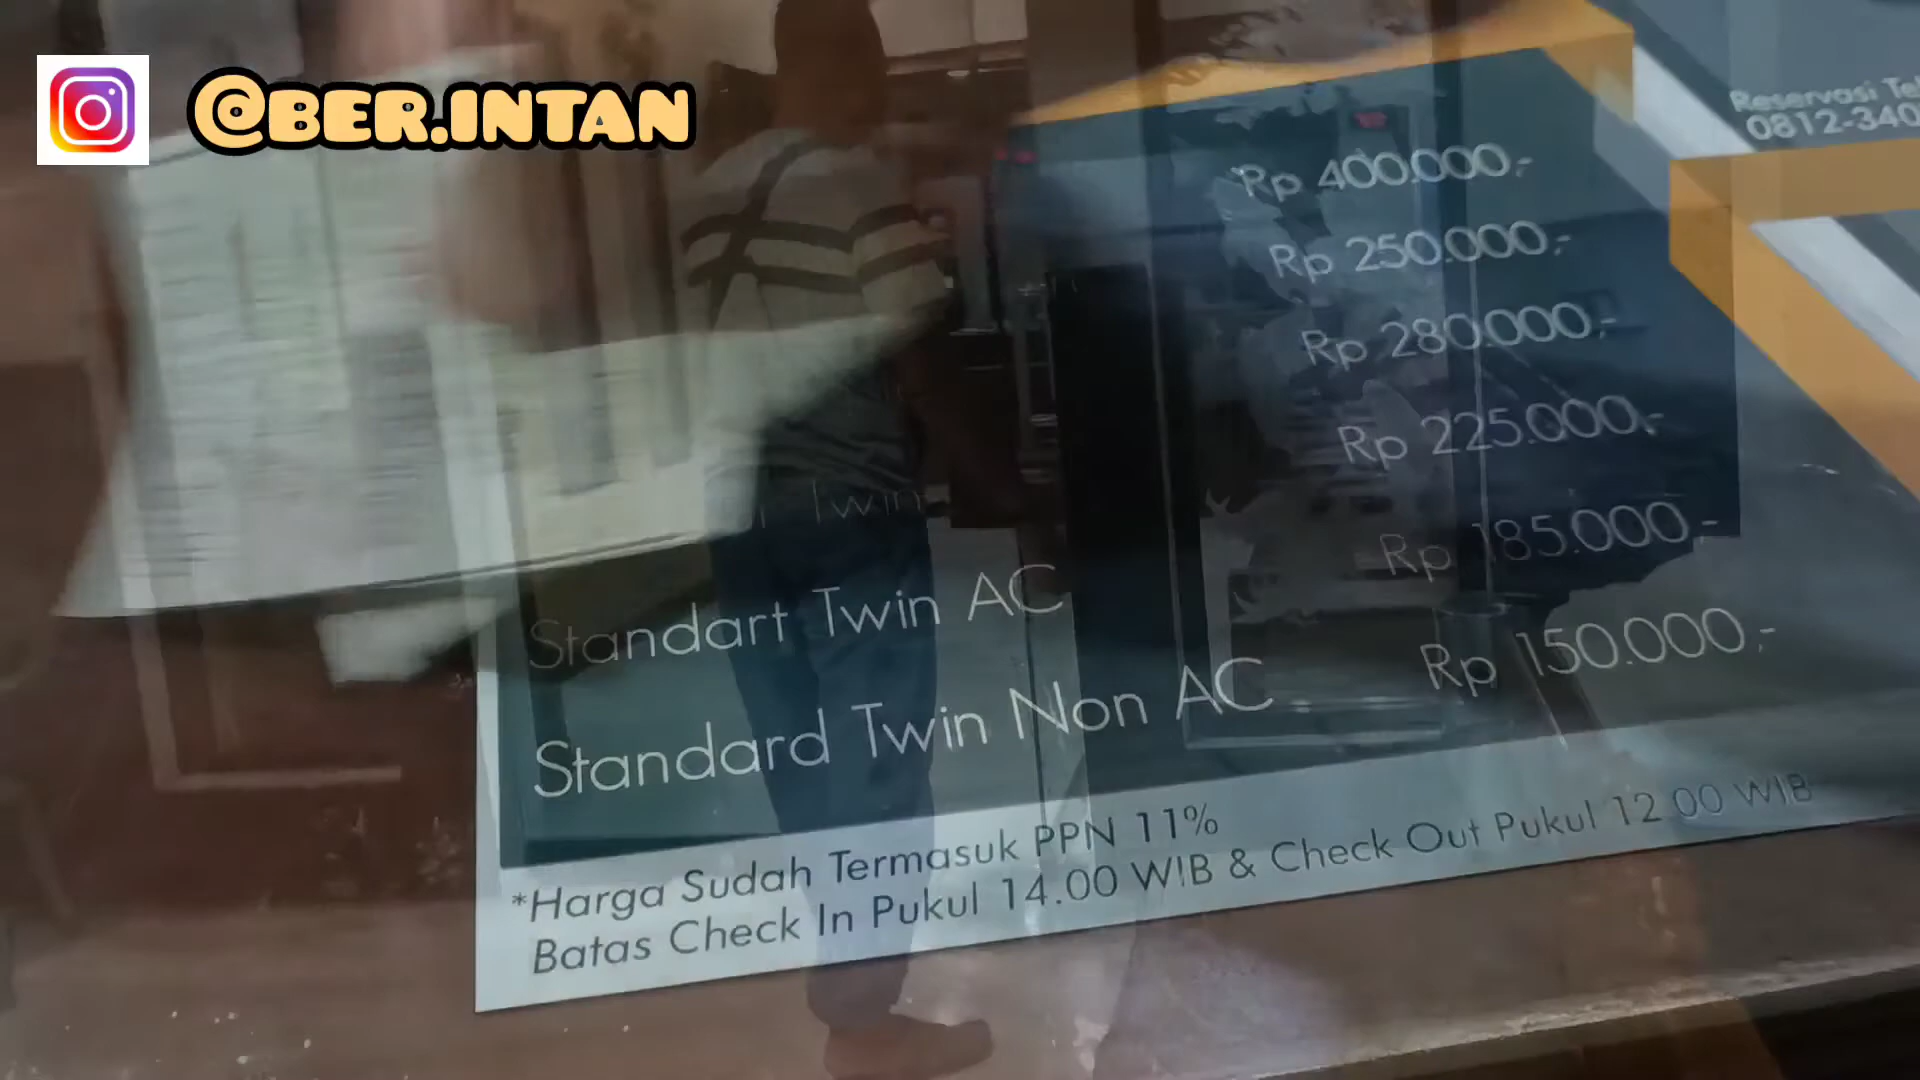 @BER.INTAN
Reservasi
0812-340
Rp 400.000,-
Rp 250.000,-
Rp 280.000,-
Rp 225.000,-
Twin
Rp 185.000,-
Standart Twin AC
Rp 150.000,-
Standard Twin Non AC
*Harga Sudah Termasuk PPN 11%
Batas Check In Pukul 14.00 WIB & Check Out Pukul 12.00 WIB